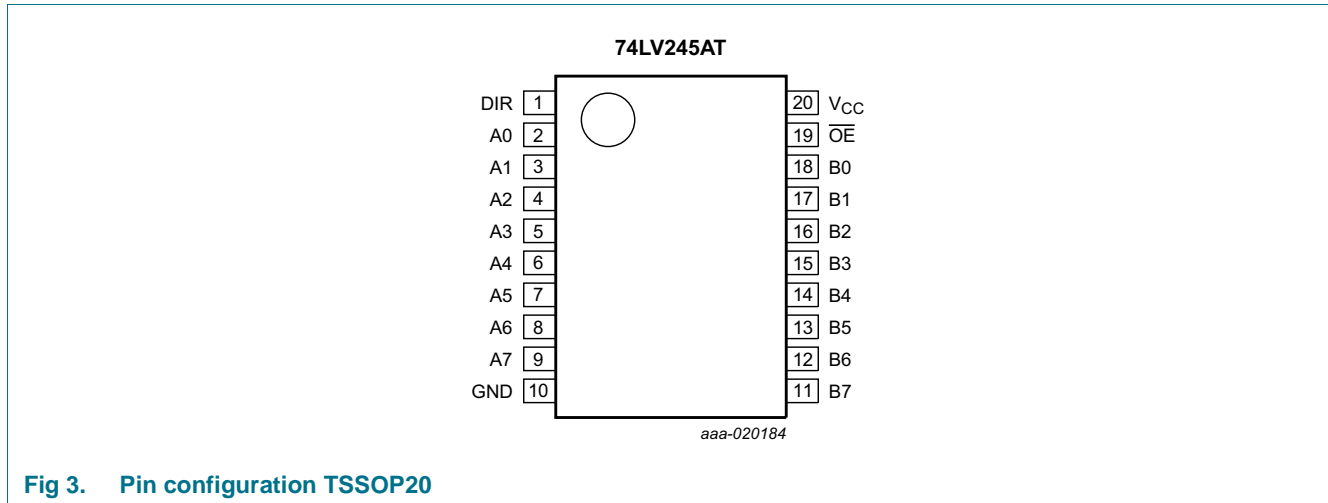 74LV245AT
DIR 1 20 VCC
A0 2 19 O̅E̅
A1 3 18 B0
A2 4 17 B1
A3 5 16 B2
A4 6 15 B3
A5 7 14 B4
A6 8 13 B5
A7 9 12 B6
GND 10 11 B7
aaa-020184
Fig 3. Pin configuration TSSOP20